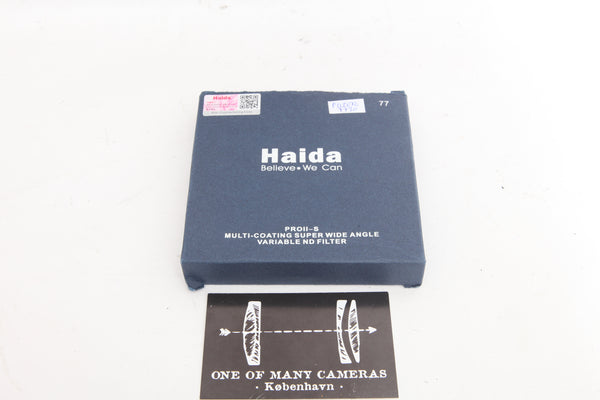 Haida
77
Haida
Believe • We Can
PROII-S
MULTI-COATING SUPER WIDE ANGLE
VARIABLE ND FILTER
ONE OF MANY CAMERAS
· København ·